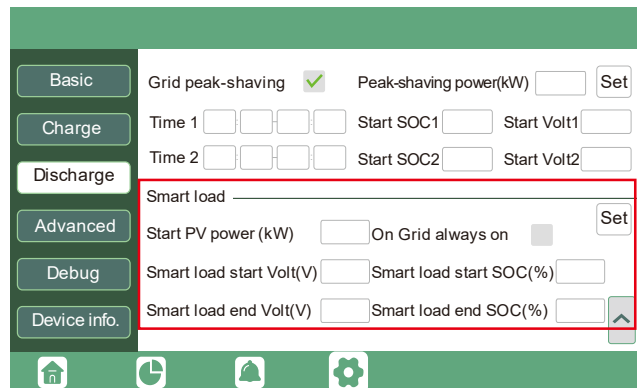 Basic
Charge
Discharge
Advanced
Debug
Device info.
Grid peak-shaving Peak-shaving power(kW) Set
Time 1 : - : Start SOC1 Start Volt1
Time 2 : - : Start SOC2 Start Volt2
Smart load
Set
Start PV power (kW) On Grid always on
Smart load start Volt(V) Smart load start SOC(%)
Smart load end Volt(V) Smart load end SOC(%)